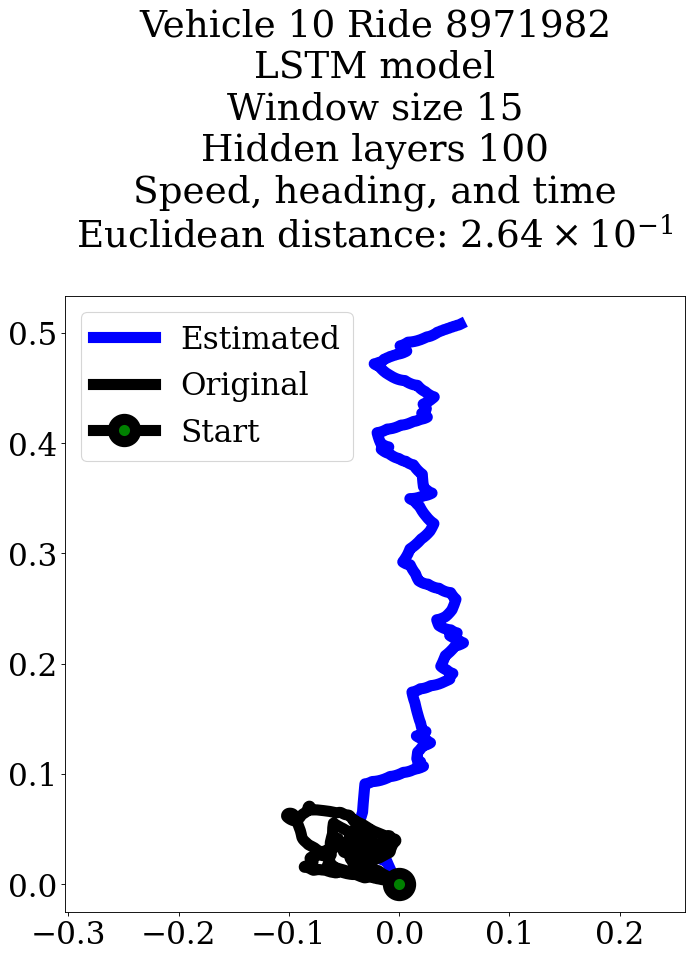 Vehicle 10 Ride 8971982
LSTM model
Window size 15
Hidden layers 100
Speed, heading, and time
Euclidean distance: 2.64 × 10⁻¹
Estimated
Original
Start
0.5
0.4
0.3
0.2
0.1
0.0
−0.3 −0.2 −0.1 0.0 0.1 0.2